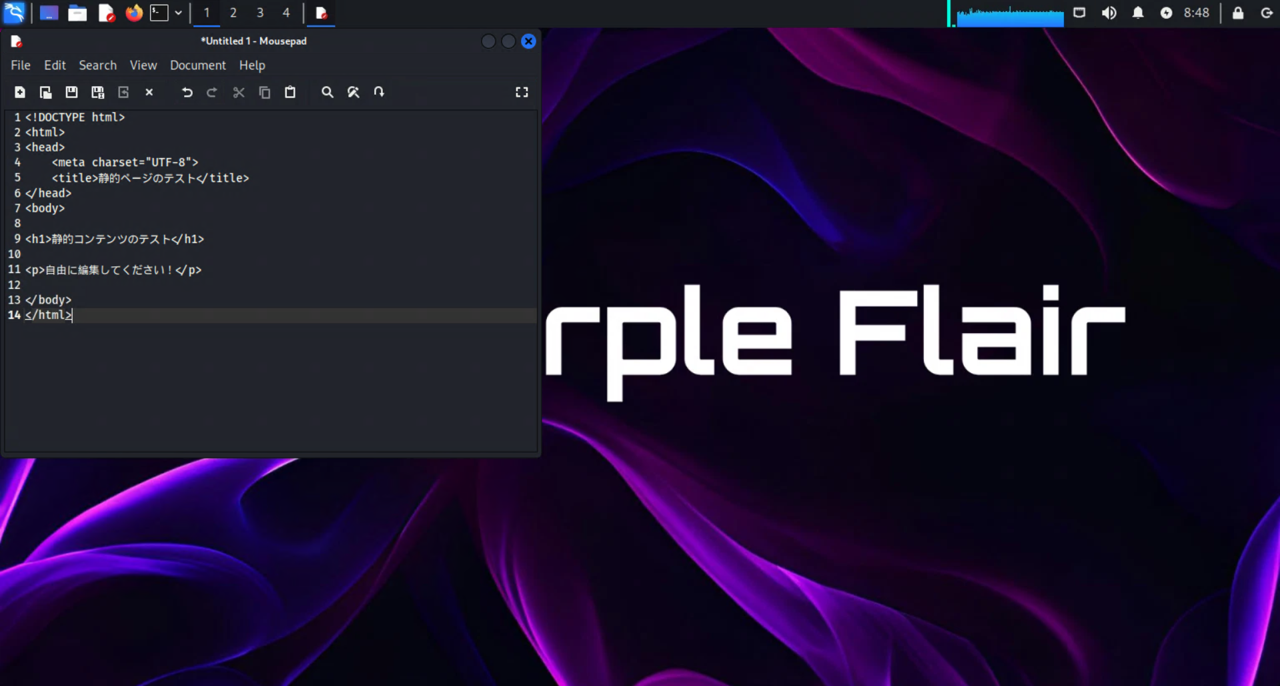 1 2 3 4
8:48
*Untitled 1 - Mousepad
File Edit Search View Document Help
1 <!DOCTYPE html>
2 <html>
3 <head>
4     <meta charset="UTF-8">
5     <title>静的ページのテスト</title>
6 </head>
7 <body>
8
9 <h1>静的コンテンツのテスト</h1>
10
11 <p>自由に編集してください！</p>
12
13 </body>
14 </html>
rple Flair